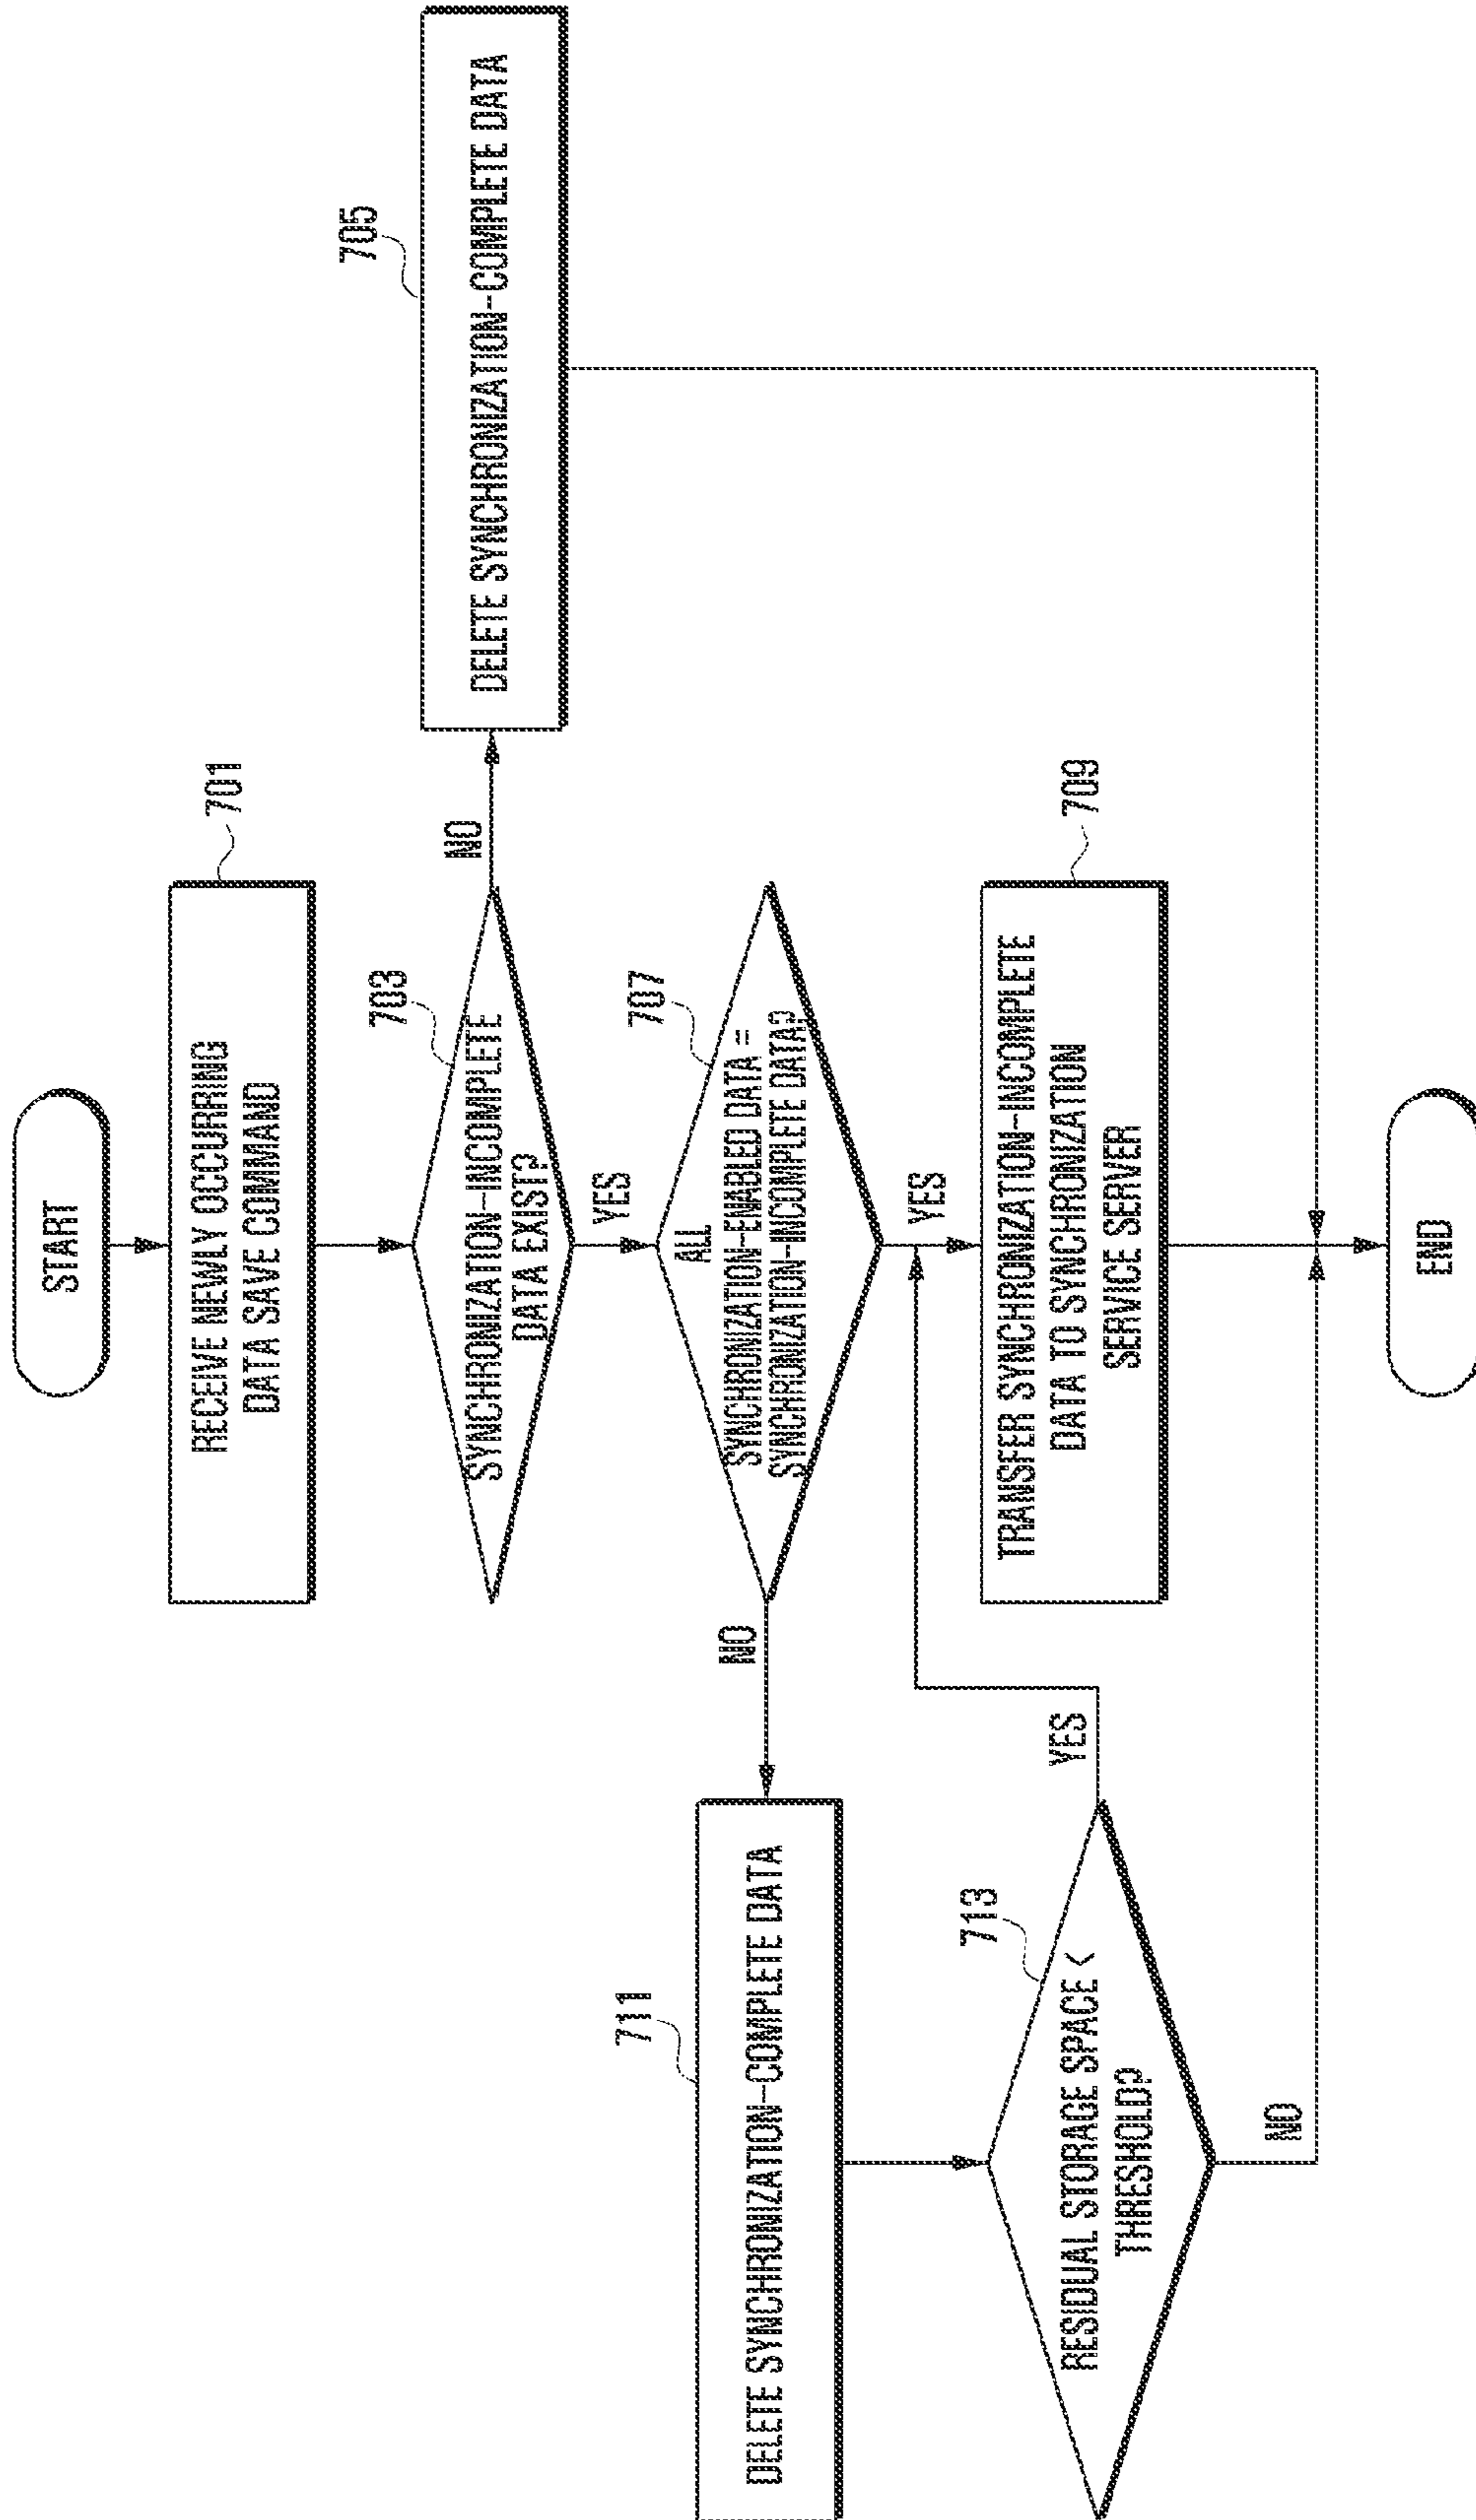 START
701
RECEIVE NEWLY OCCURRING
DATA SAVE COMMAND
703
SYNCHRONIZATION-INCOMPLETE
DATA EXIST?
NO
705
DELETE SYNCHRONIZATION-COMPLETE DATA
YES
707
ALL
SYNCHRONIZATION-ENABLED DATA =
SYNCHRONIZATION-INCOMPLETE DATA?
NO
711
DELETE SYNCHRONIZATION-COMPLETE DATA
YES
709
TRANSFER SYNCHRONIZATION-INCOMPLETE
DATA TO SYNCHRONIZATION
SERVICE SERVER
713
RESIDUAL STORAGE SPACE <
THRESHOLD?
YES
NO
END